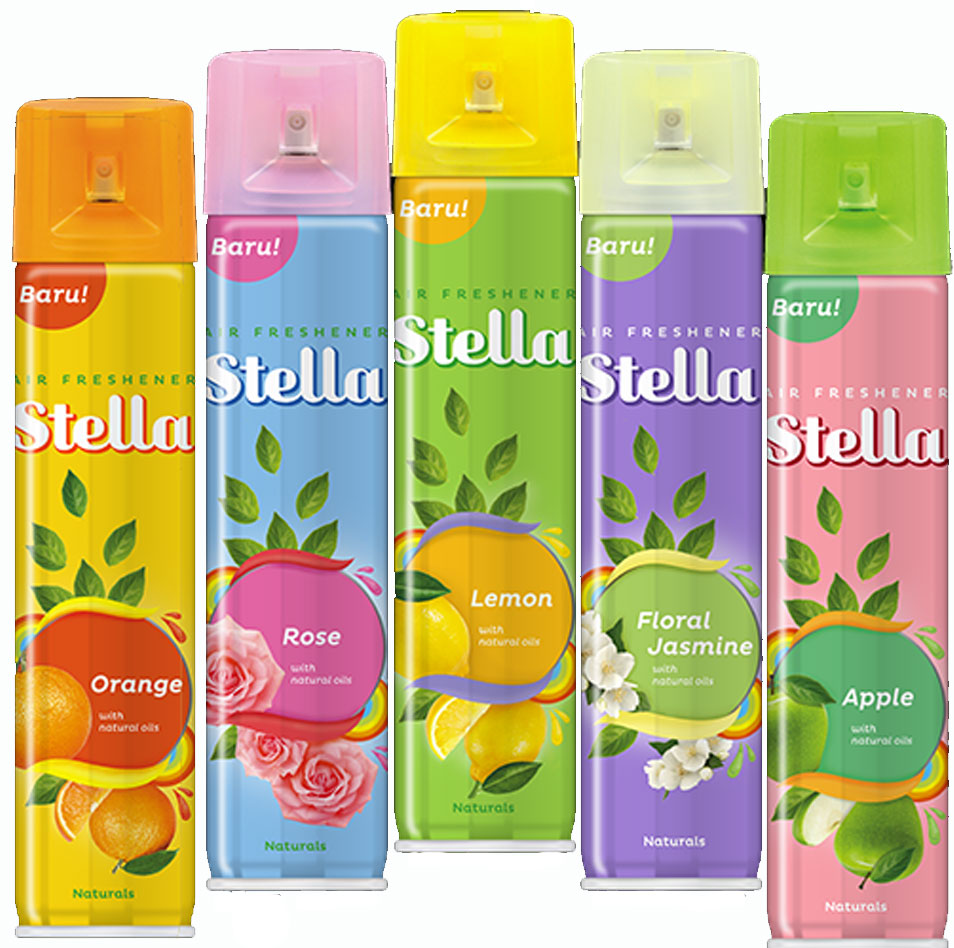 Baru!
AIR FRESHENER
Stella
Orange
with
natural oils
Naturals
Baru!
AIR FRESHENER
Stella
Rose
with
natural oils
Naturals
Baru!
AIR FRESHENER
Stella
Lemon
with
natural oils
Naturals
Baru!
AIR FRESHENER
Stella
Floral
Jasmine
with
natural oils
Naturals
Baru!
AIR FRESHENER
Stella
Apple
with
natural oils
Naturals